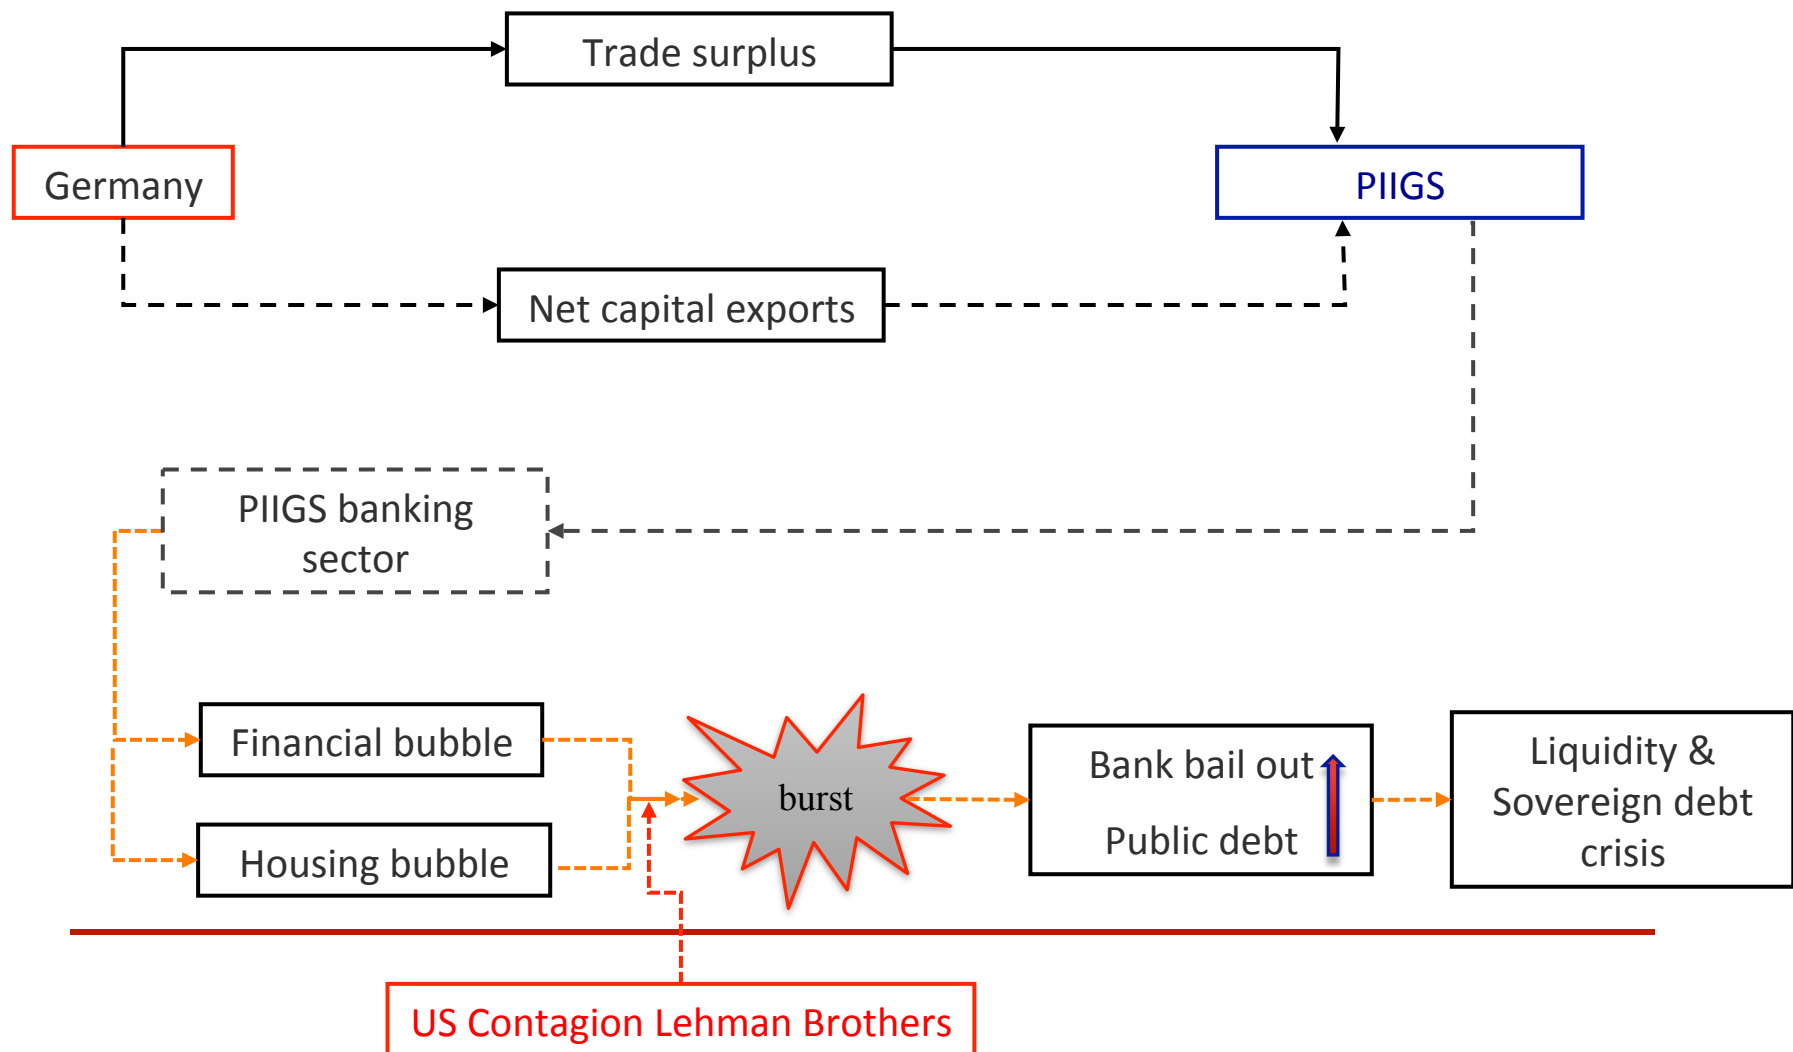 Trade surplus
Germany
PIIGS
Net capital exports
PIIGS banking
sector
Financial bubble
Housing bubble
burst
Bank bail out
Public debt
Liquidity &
Sovereign debt
crisis
US Contagion Lehman Brothers